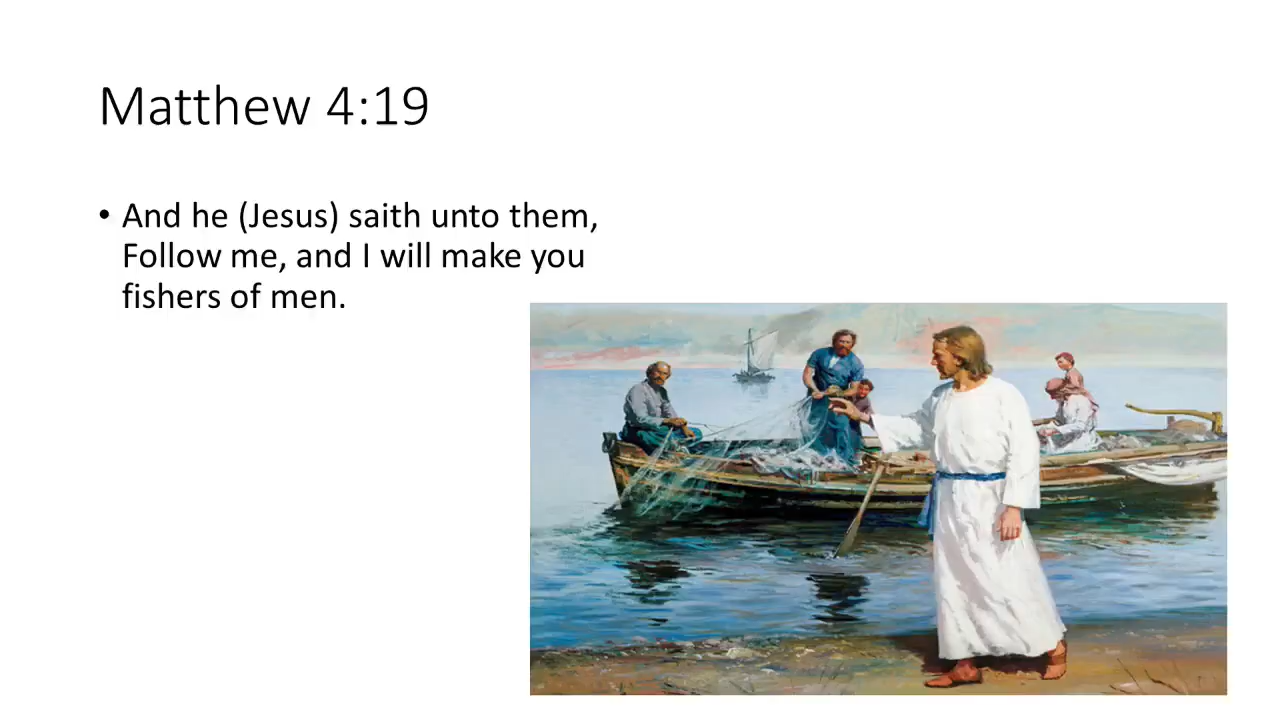 Matthew 4:19
• And he (Jesus) saith unto them,
Follow me, and I will make you
fishers of men.